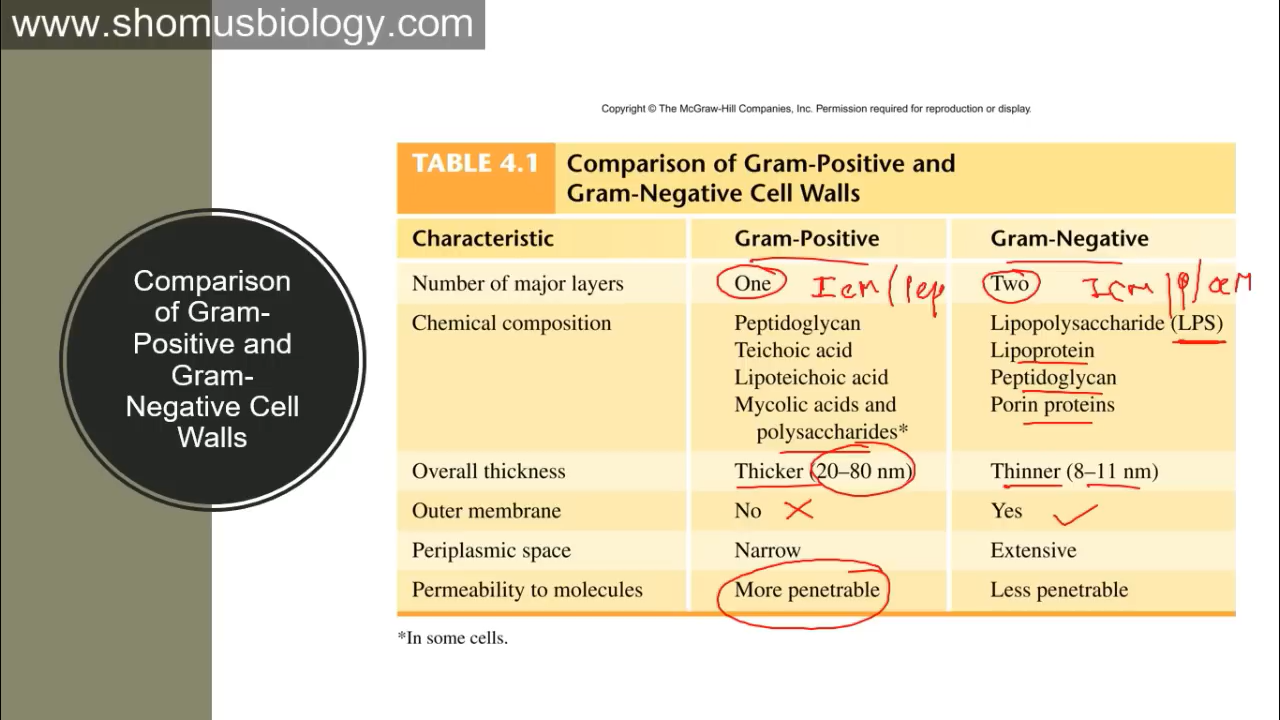 www.shomusbiology.com
Copyright © The McGraw-Hill Companies, Inc. Permission required for reproduction or display.
Comparison
of Gram-
Positive and
Gram-
Negative Cell
Walls
TABLE 4.1 Comparison of Gram-Positive and
Gram-Negative Cell Walls
Characteristic Gram-Positive Gram-Negative
Number of major layers One ICM/pep Two ICM/P/OCM
Chemical composition Peptidoglycan Lipopolysaccharide (LPS)
Teichoic acid Lipoprotein
Lipoteichoic acid Peptidoglycan
Mycolic acids and Porin proteins
polysaccharides*
Overall thickness Thicker (20–80 nm) Thinner (8–11 nm)
Outer membrane No Yes
Periplasmic space Narrow Extensive
Permeability to molecules More penetrable Less penetrable
*In some cells.